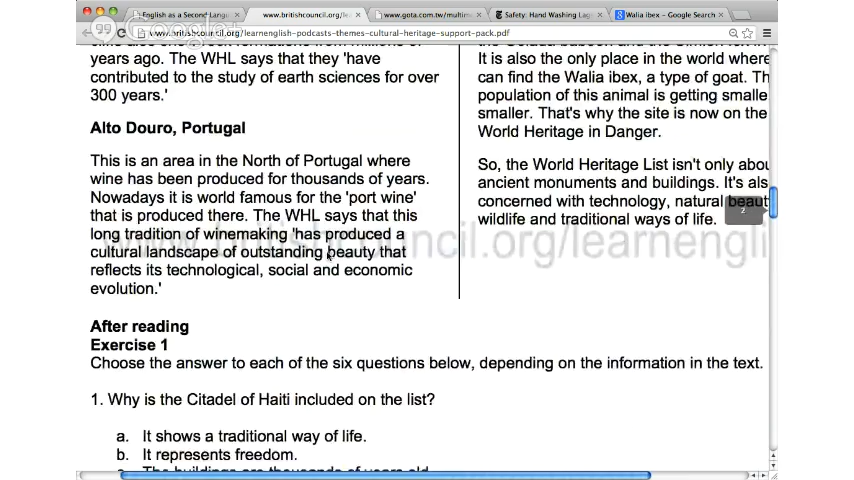 English as a Second Langu
www.britishcouncil.org/le
www.gota.com.tw/multime
Safety: Hand Washing Lag
Walia ibex - Google Search
Google+
www.britishcouncil.org/learnenglish-podcasts-themes-cultural-heritage-support-pack.pdf
years ago. The WHL says that they 'have
contributed to the study of earth sciences for over
300 years.'
Alto Douro, Portugal
This is an area in the North of Portugal where
wine has been produced for thousands of years.
Nowadays it is world famous for the 'port wine'
that is produced there. The WHL says that this
long tradition of winemaking 'has produced a
cultural landscape of outstanding beauty that
reflects its technological, social and economic
evolution.'
It is also the only place in the world where
can find the Walia ibex, a type of goat. Th
population of this animal is getting smalle
smaller. That's why the site is now on the
World Heritage in Danger.
So, the World Heritage List isn't only abou
ancient monuments and buildings. It's als
concerned with technology, natural beaut
wildlife and traditional ways of life.
2
www.britishcouncil.org/learnenglis
After reading
Exercise 1
Choose the answer to each of the six questions below, depending on the information in the text.
1. Why is the Citadel of Haiti included on the list?
a. It shows a traditional way of life.
b. It represents freedom.